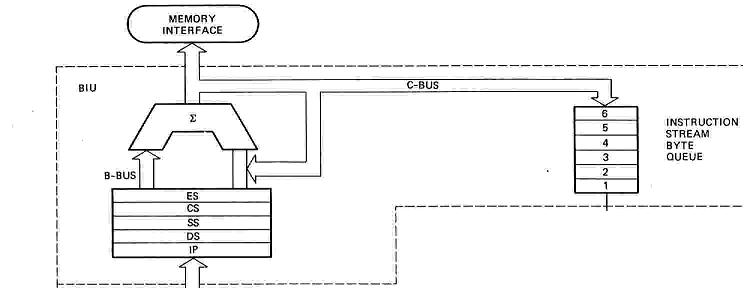 MEMORY
INTERFACE
C-BUS
BIU
6
5
4
3
2
1
INSTRUCTION
STREAM
BYTE
QUEUE
Σ
B-BUS
ES
CS
SS
DS
IP